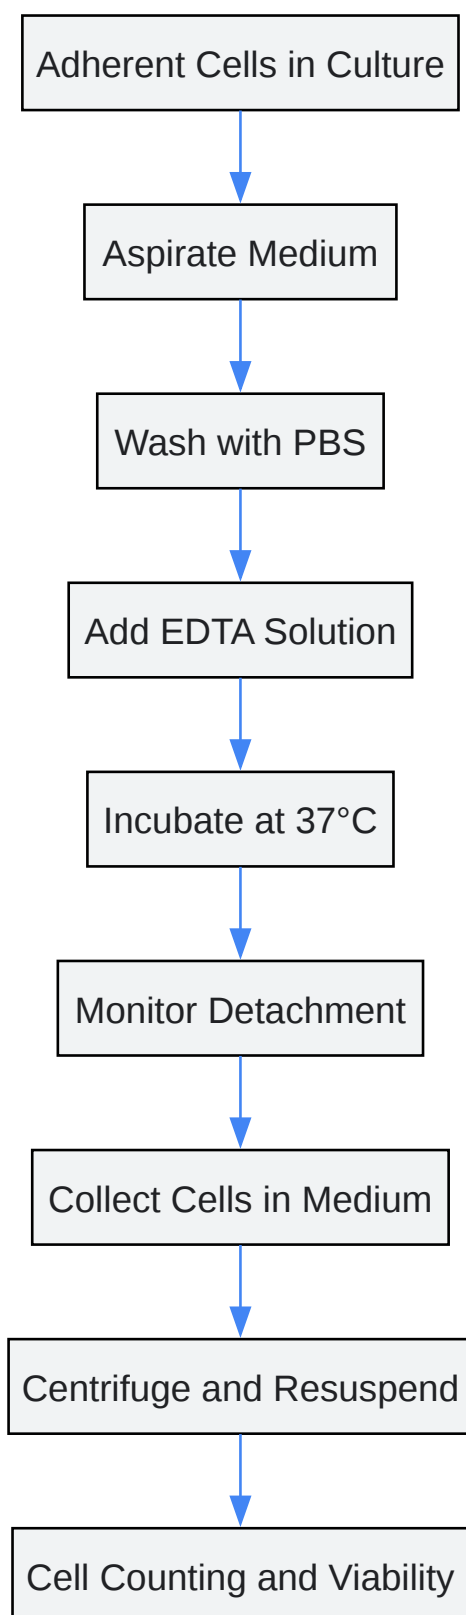 Adherent Cells in Culture
Aspirate Medium
Wash with PBS
Add EDTA Solution
Incubate at 37°C
Monitor Detachment
Collect Cells in Medium
Centrifuge and Resuspend
Cell Counting and Viability